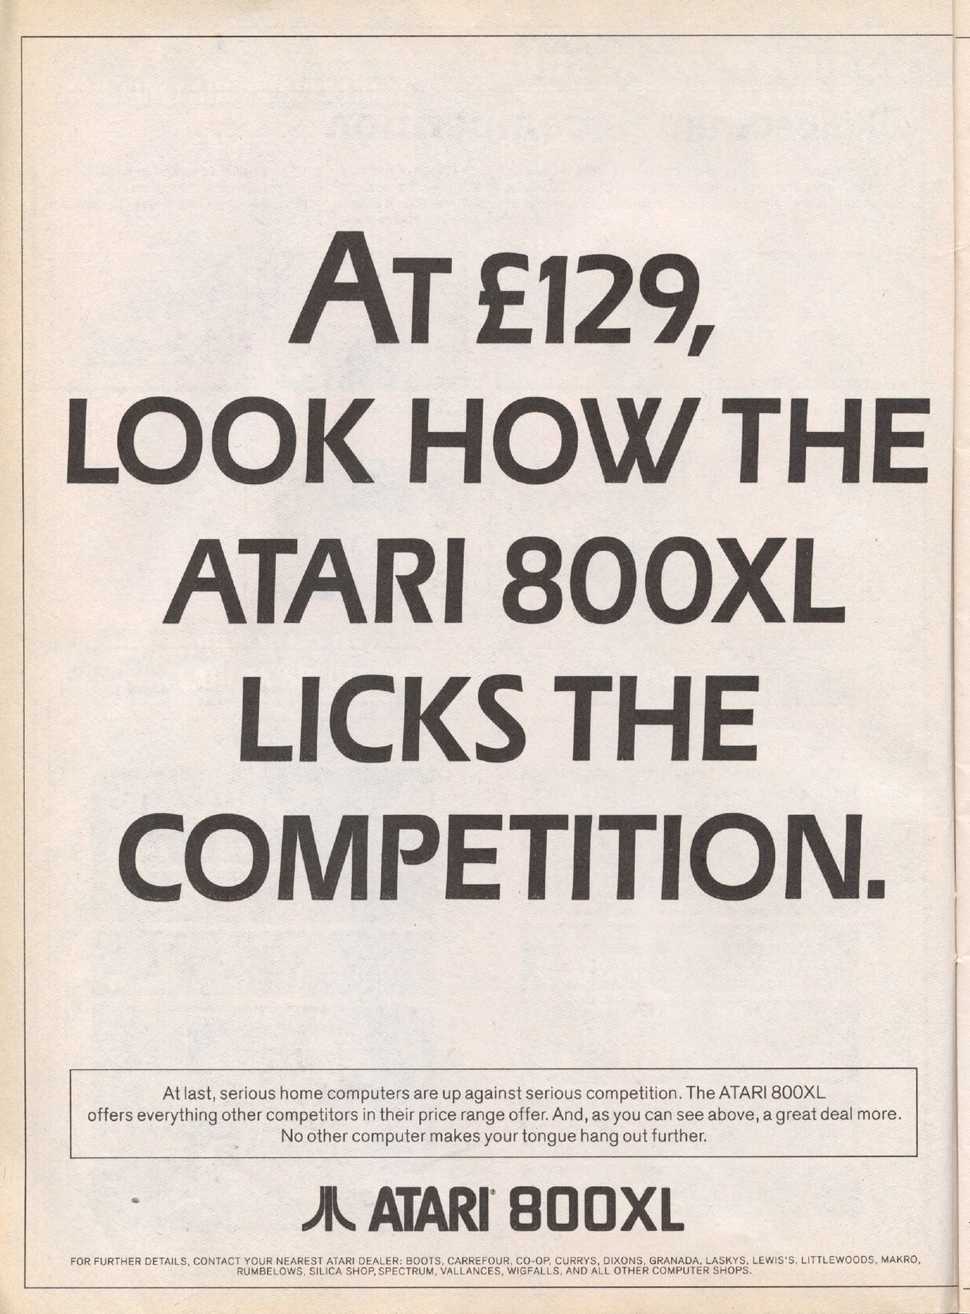 AT £129,
LOOK HOW THE
ATARI 800XL
LICKS THE
COMPETITION.
At last, serious home computers are up against serious competition. The ATARI 800XL
offers everything other competitors in their price range offer. And, as you can see above, a great deal more.
No other computer makes your tongue hang out further.
ATARI® 800XL
FOR FURTHER DETAILS, CONTACT YOUR NEAREST ATARI DEALER: BOOTS, CARREFOUR, CO-OP, CURRYS, DIXONS, GRANADA, LASKYS, LEWIS'S, LITTLEWOODS, MAKRO,
RUMBELOWS, SILICA SHOP, SPECTRUM, VALLANCES, WIGFALLS, AND ALL OTHER COMPUTER SHOPS.